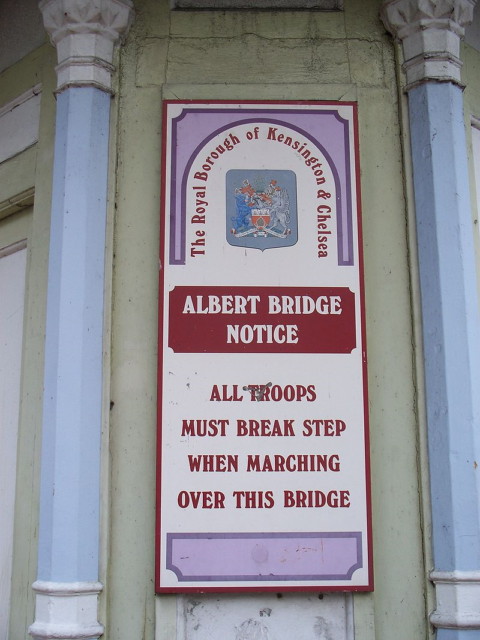 The Royal Borough of Kensington & Chelsea
ALBERT BRIDGE
NOTICE
ALL TROOPS
MUST BREAK STEP
WHEN MARCHING
OVER THIS BRIDGE